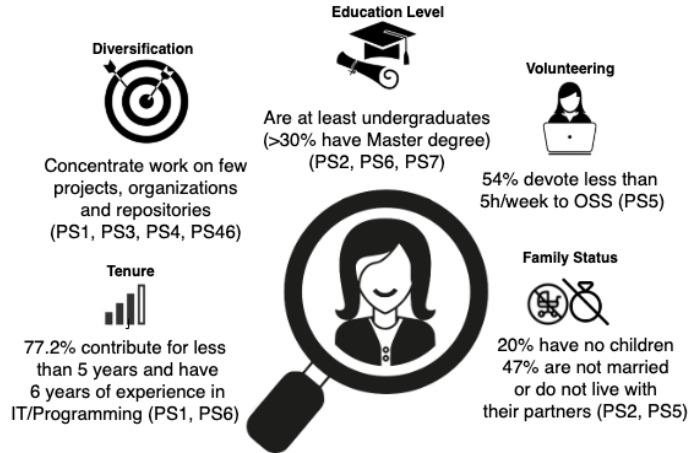 Education Level
Are at least undergraduates
(>30% have Master degree)
(PS2, PS6, PS7)
Diversification
Concentrate work on few
projects, organizations
and repositories
(PS1, PS3, PS4, PS46)
Volunteering
54% devote less than
5h/week to OSS (PS5)
Tenure
77.2% contribute for less
than 5 years and have
6 years of experience in
IT/Programming (PS1, PS6)
Family Status
20% have no children
47% are not married
or do not live with
their partners (PS2, PS5)